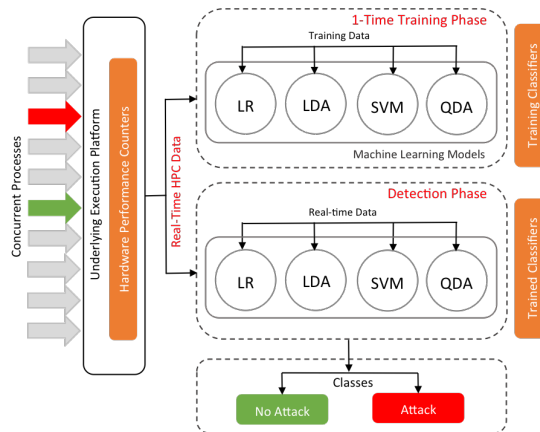 Concurrent Processes
Underlying Execution Platform
Hardware Performance Counters
Real-Time HPC Data
1-Time Training Phase
Training Data
LR
LDA
SVM
QDA
Machine Learning Models
Training Classifiers
Detection Phase
Real-time Data
LR
LDA
SVM
QDA
Trained Classifiers
Classes
No Attack
Attack